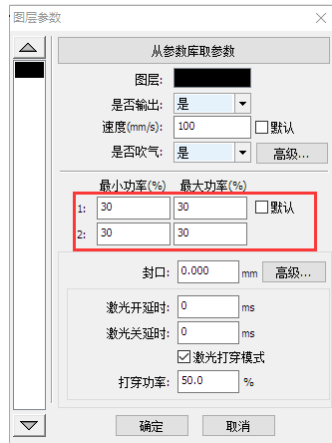 图层参数
从参数库取参数
图层:
是否输出: 是
速度(mm/s): 100 默认
是否吹气: 是 高级...
最小功率(%) 最大功率(%)
1: 30 30 默认
2: 30 30
封口: 0.000 mm 高级...
激光开延时: 0 ms
激光关延时: 0 ms
激光打穿模式
打穿功率: 50.0 %
确定 取消